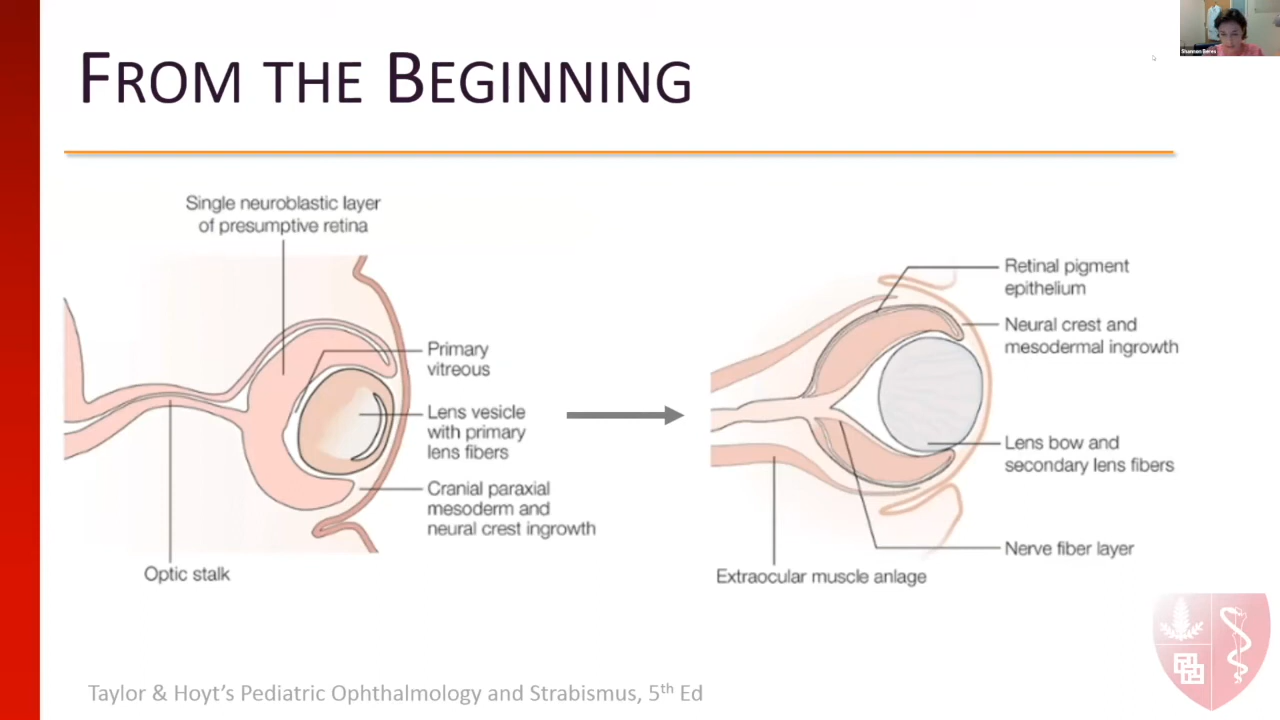 FROM THE BEGINNING
Shannon Beres
Single neuroblastic layer
of presumptive retina
Primary
vitreous
Lens vesicle
with primary
lens fibers
Cranial paraxial
mesoderm and
neural crest ingrowth
Optic stalk
Retinal pigment
epithelium
Neural crest and
mesodermal ingrowth
Lens bow and
secondary lens fibers
Nerve fiber layer
Extraocular muscle anlage
Taylor & Hoyt's Pediatric Ophthalmology and Strabismus, 5th Ed